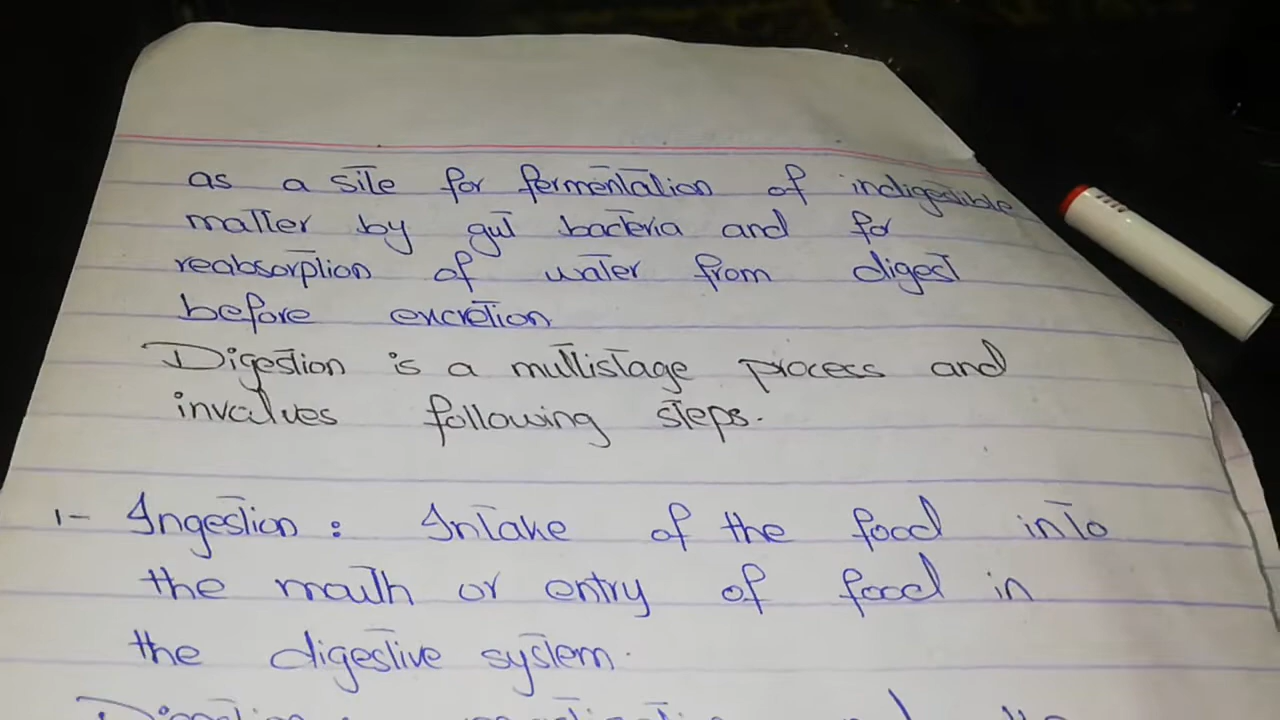 as a site for fermentation of indigestible
matter by gut bacteria and for
reabsorption of water from digest
before excretion
Digestion is a multistage process and
involves following steps.
1- Ingestion : Intake of the food into
the mouth or entry of food in
the digestive system.